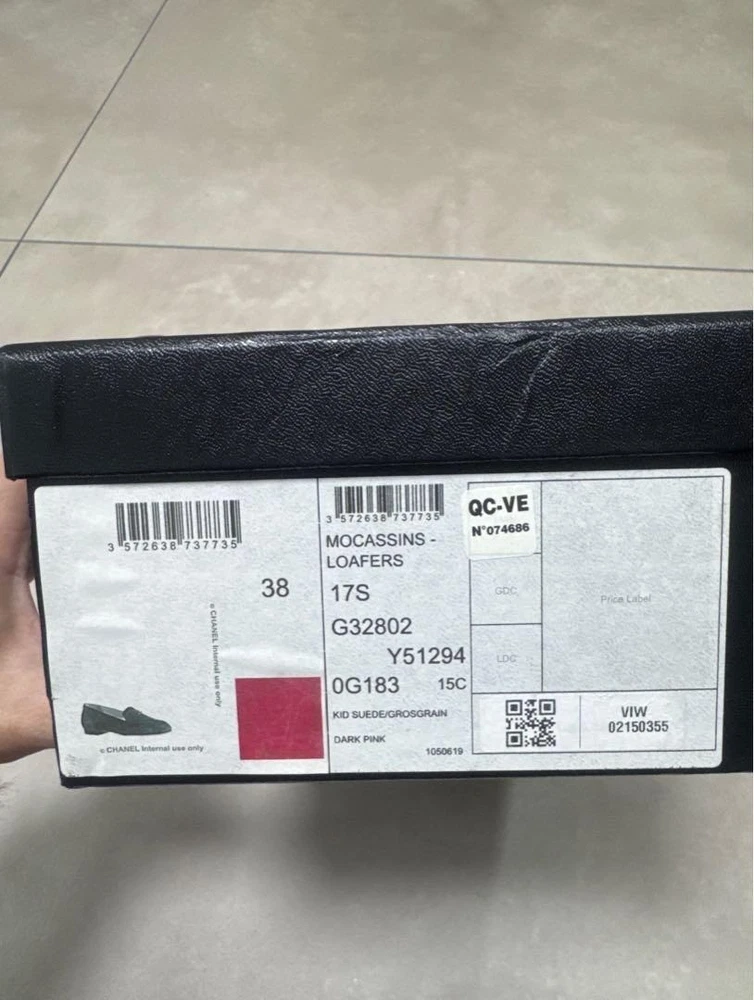 3 572638 737735
38
© CHANEL Internal use only
© CHANEL Internal use only
3 572638 737735
MOCASSINS -
LOAFERS
17S
G32802
Y51294
0G183 15C
KID SUEDE/GROSGRAIN
DARK PINK
1050619
QC-VE
N°074686
GDC
LDC
Price Label
VIW
02150355